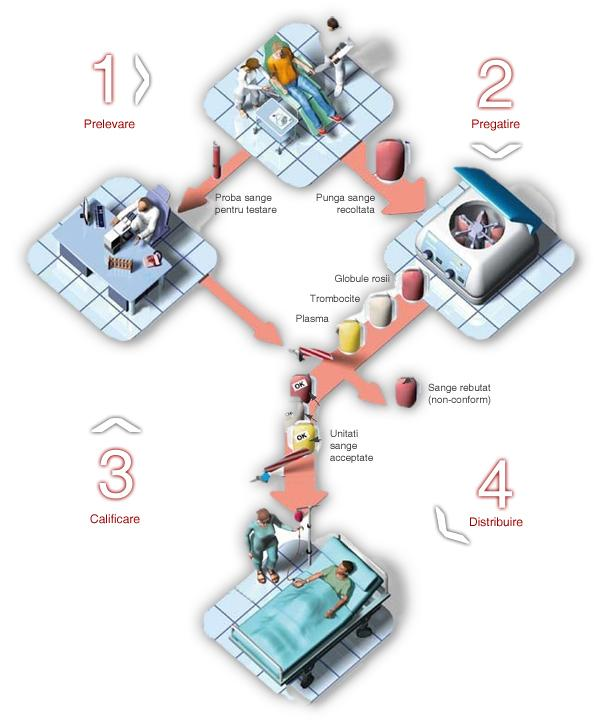 1
Prelevare
2
Pregatire
Proba sange
pentru testare
Punga sange
recoltata
Globule rosii
Trombocite
Plasma
Sange rebutat
(non-conform)
OK
OK
OK
Unitati
sange
acceptate
3
Calificare
4
Distribuire